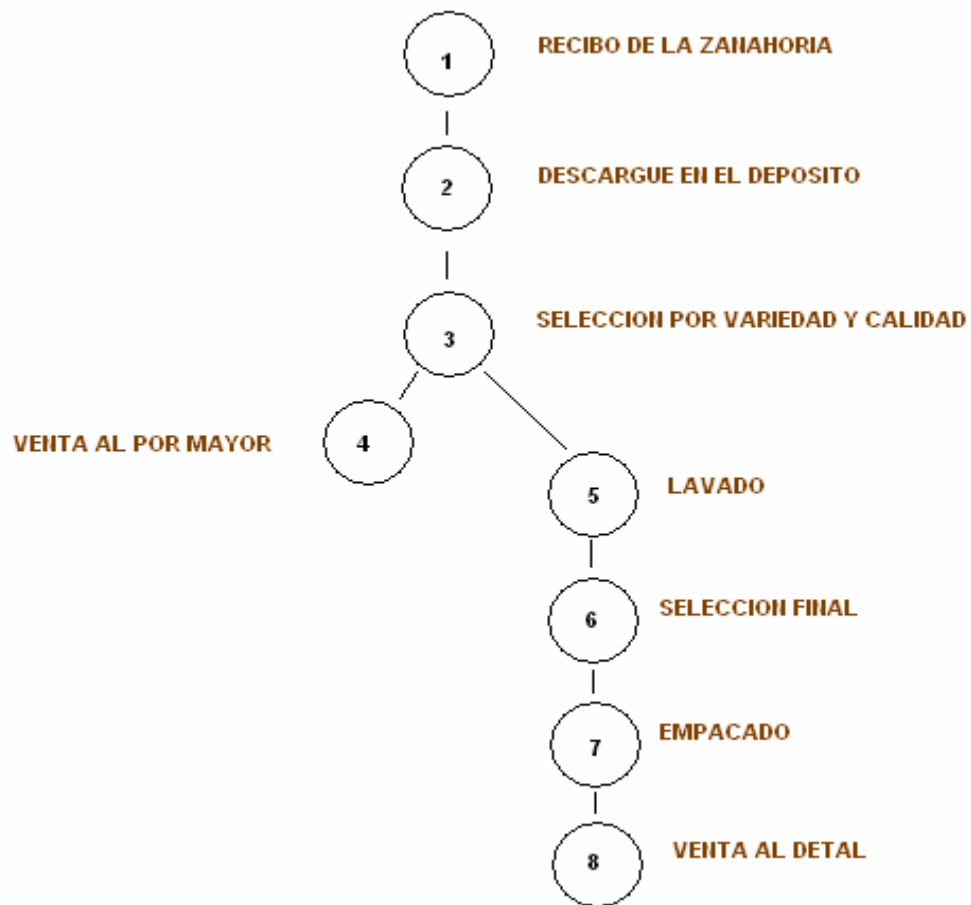 1
RECIBO DE LA ZANAHORIA
2
DESCARGUE EN EL DEPOSITO
3
SELECCION POR VARIEDAD Y CALIDAD
VENTA AL POR MAYOR
4
5
LAVADO
6
SELECCION FINAL
7
EMPACADO
8
VENTA AL DETAL